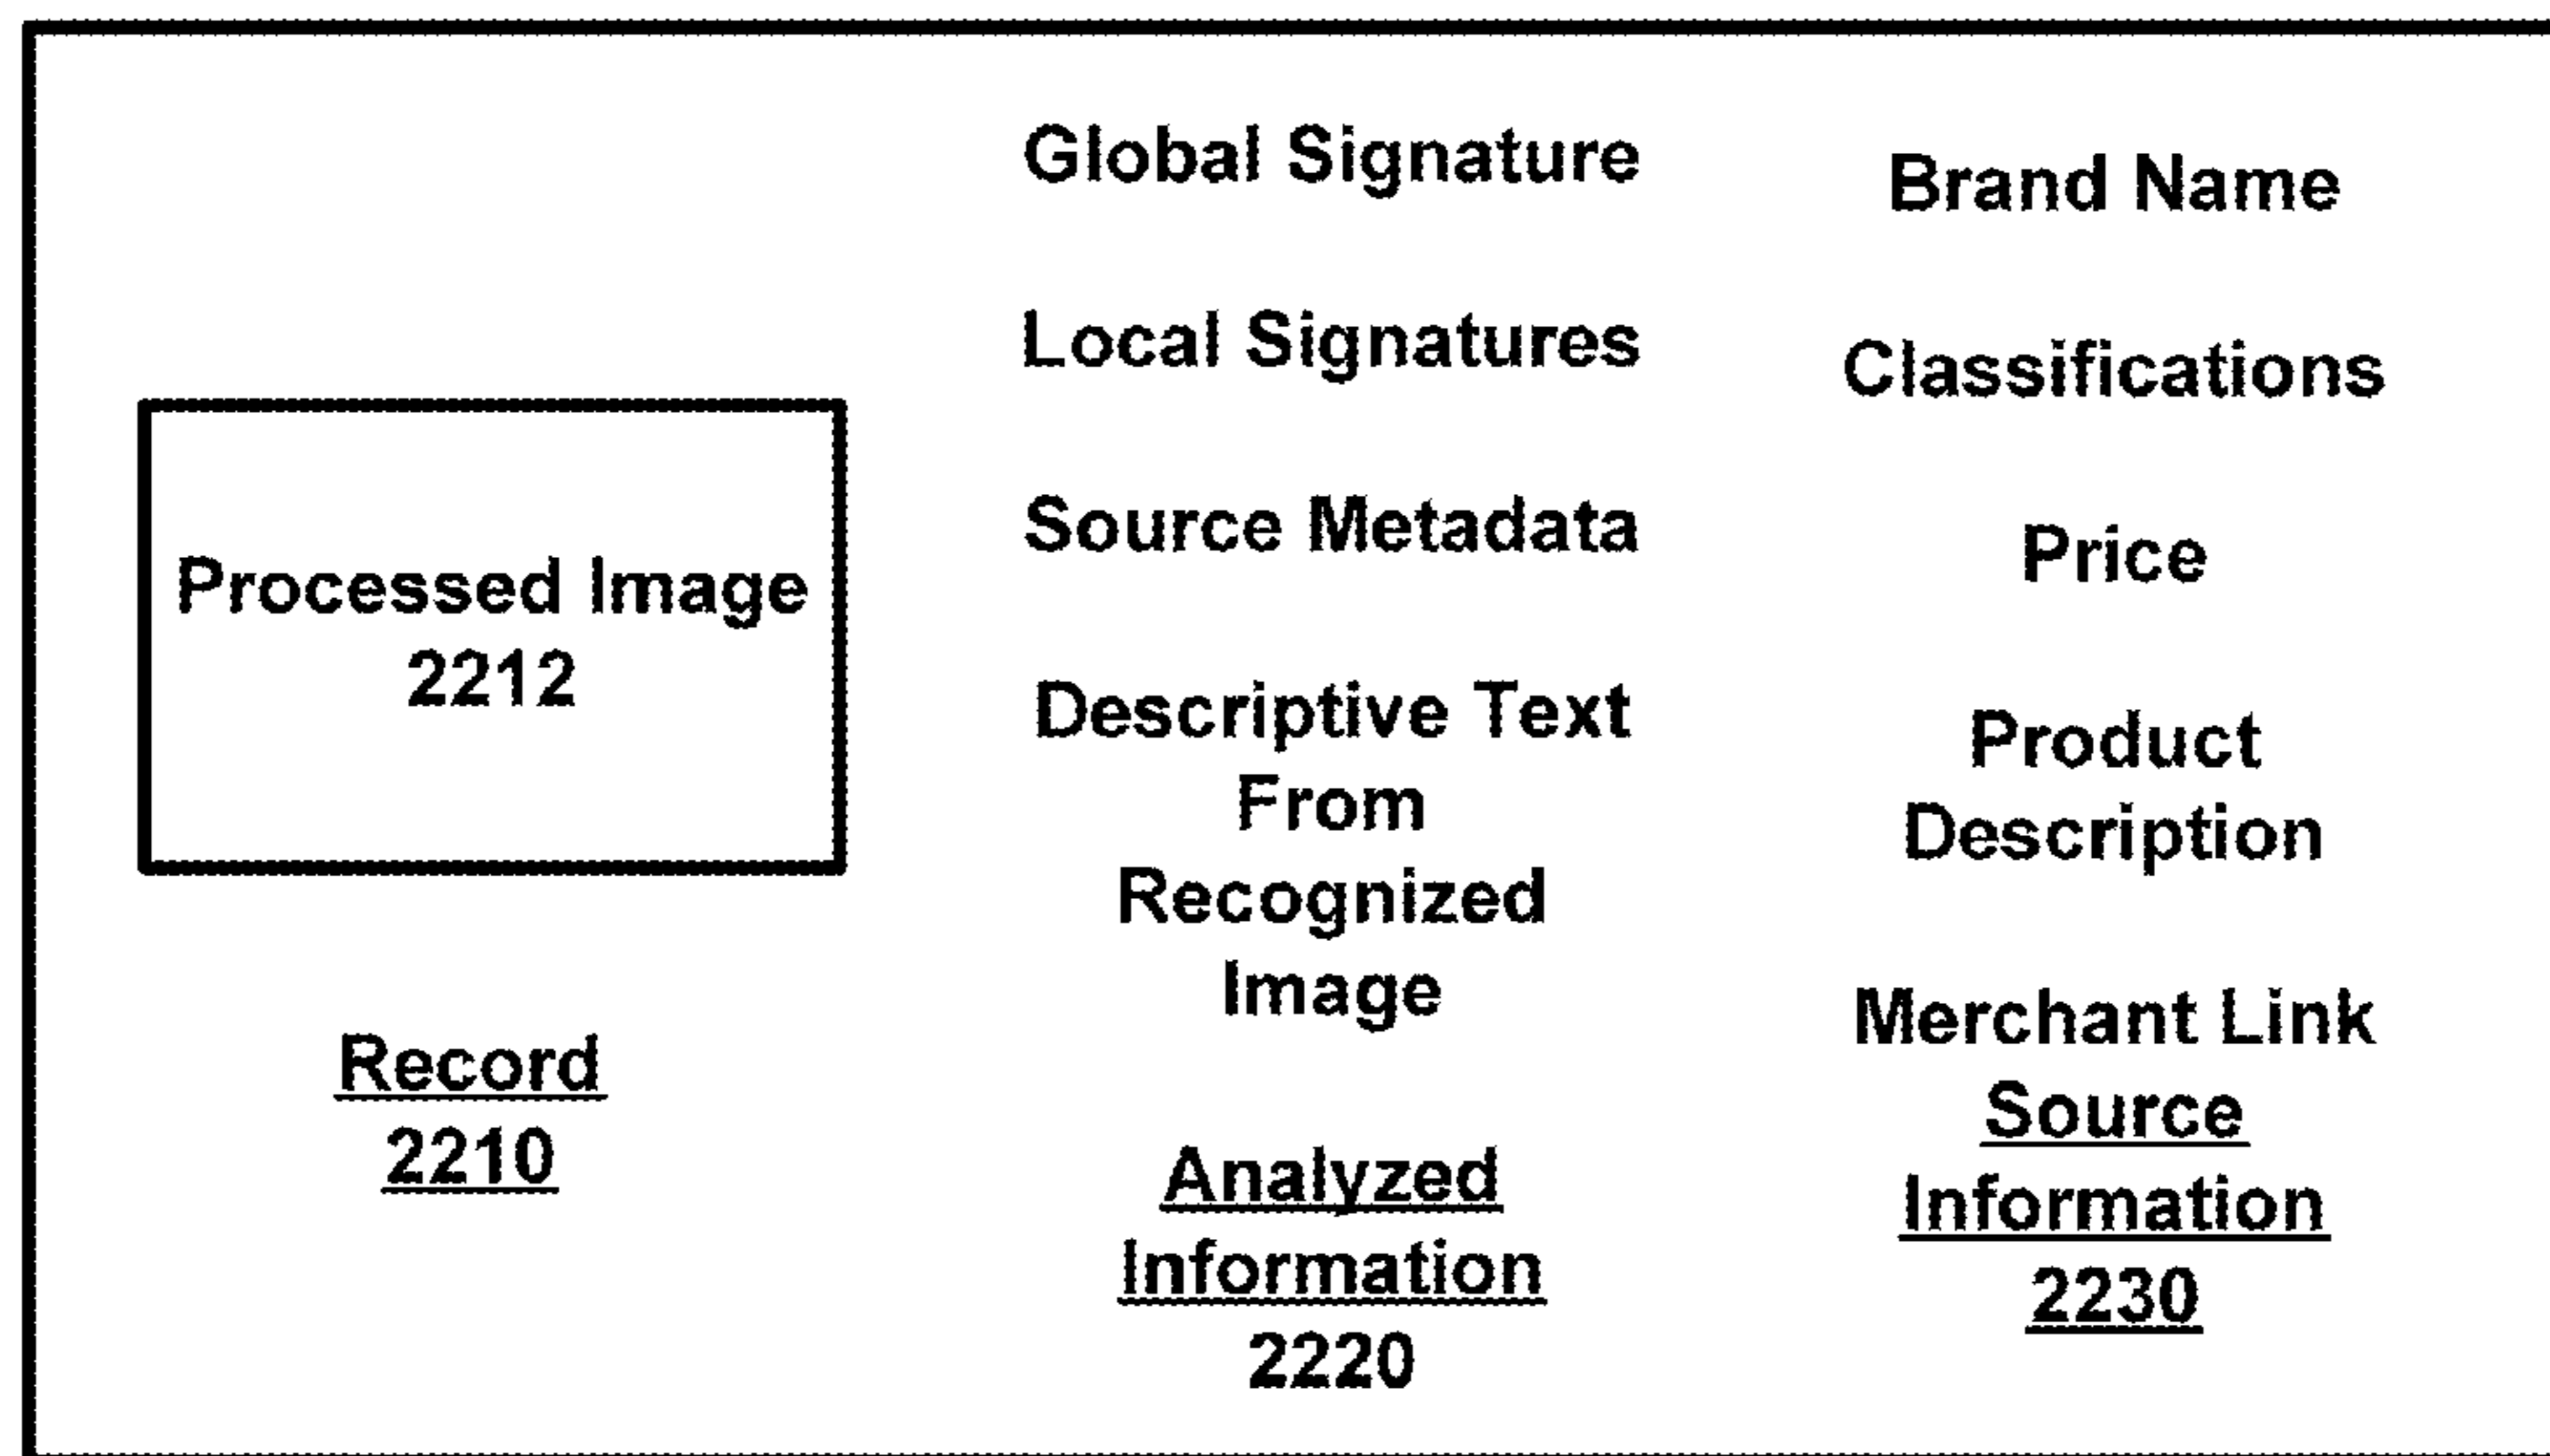 Processed Image
2212
Record
2210
Global Signature
Local Signatures
Source Metadata
Descriptive Text
From
Recognized
Image
Analyzed
Information
2220
Brand Name
Classifications
Price
Product
Description
Merchant Link
Source
Information
2230